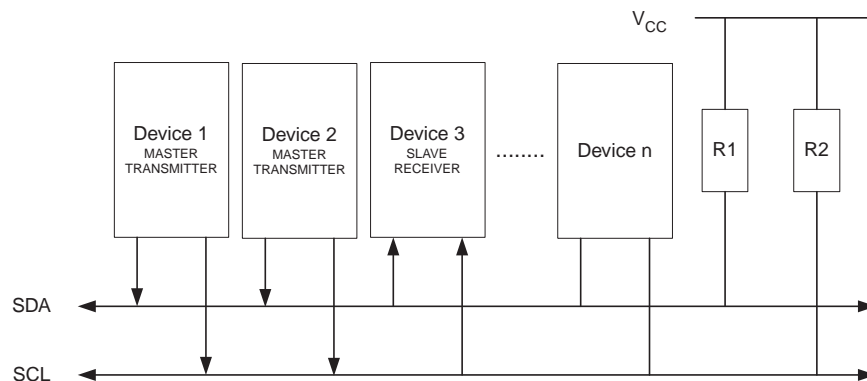 VCC
Device 1
MASTER
TRANSMITTER
Device 2
MASTER
TRANSMITTER
Device 3
SLAVE
RECEIVER
........
Device n
R1
R2
SDA
SCL